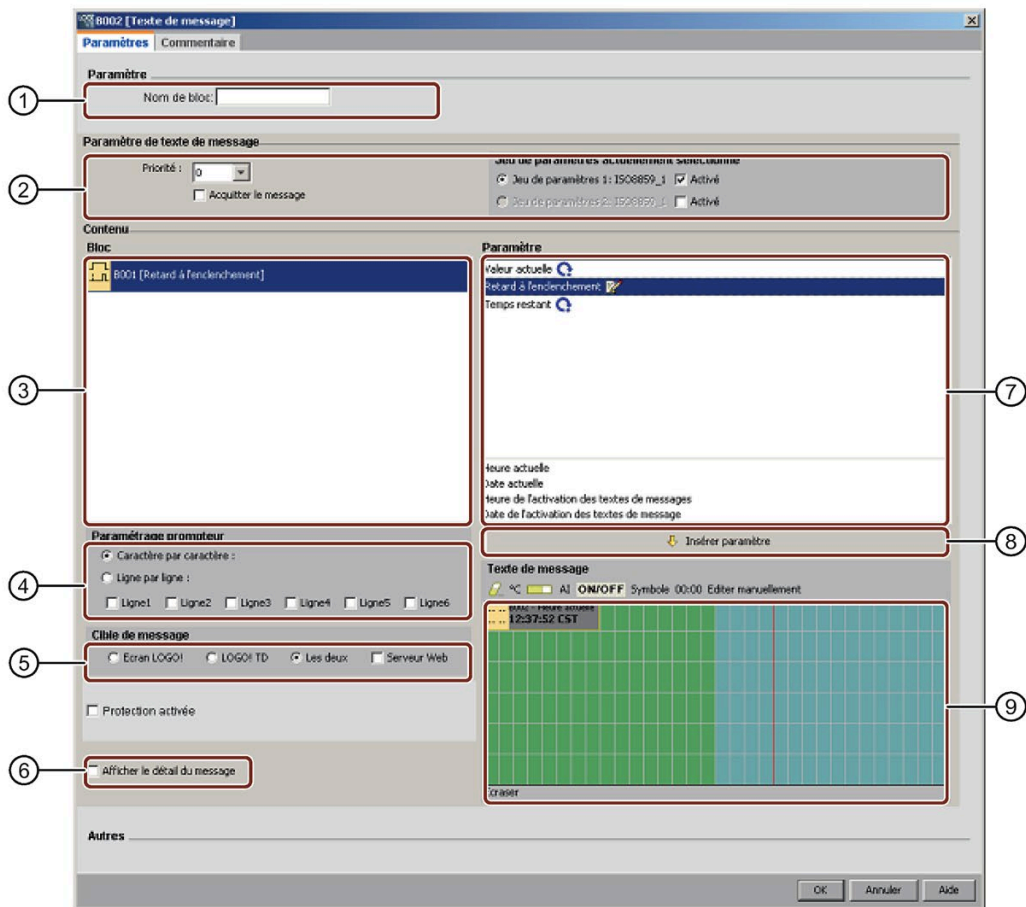 B002 [Texte de message]
Paramètres Commentaire
Paramètre
① Nom de bloc:
Paramètre de texte de message
② Priorité : 0
Acquitter le message
Jeu de paramètres actuellement sélectionné
Jeu de paramètres 1: ISO8859_1 Activé
Jeu de paramètres 2: ISO8859_1 Activé
Contenu
Bloc
③ B001 [Retard à l'enclenchement]
Paramètre
Valeur actuelle
Retard à l'enclenchement
Temps restant
⑦
Heure actuelle
Date actuelle
Heure de l'activation des textes de messages
Date de l'activation des textes de message
Paramétrage promoteur
④ Caractère par caractère :
Ligne par ligne :
Ligne1 Ligne2 Ligne3 Ligne4 Ligne5 Ligne6
Insérer paramètre ⑧
Cible de message
⑤ Ecran LOGO! LOGO! TD Les deux Serveur Web
Protection activée
⑥ Afficher le détail du message
Texte de message
°C AI ON/OFF Symbole 00:00 Editer manuellement
B002 - Heure actuelle
12:37:52 CST
⑨
Ecraser
Autres
OK Annuler Aide